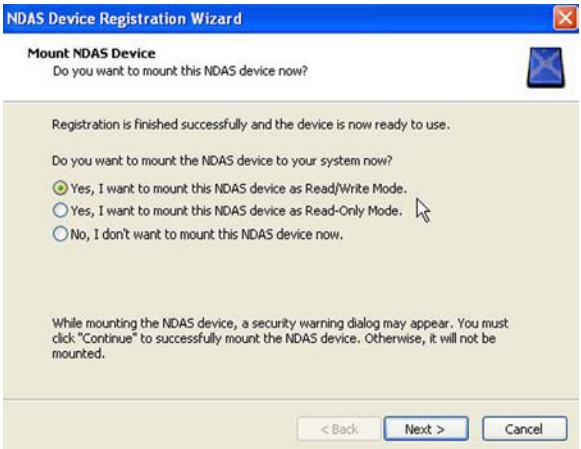 NDAS Device Registration Wizard
Mount NDAS Device
Do you want to mount this NDAS device now?
Registration is finished successfully and the device is now ready to use.
Do you want to mount the NDAS device to your system now?
Yes, I want to mount this NDAS device as Read/Write Mode.
Yes, I want to mount this NDAS device as Read-Only Mode.
No, I don't want to mount this NDAS device now.
While mounting the NDAS device, a security warning dialog may appear. You must
click "Continue" to successfully mount the NDAS device. Otherwise, it will not be
mounted.
< Back
Next >
Cancel